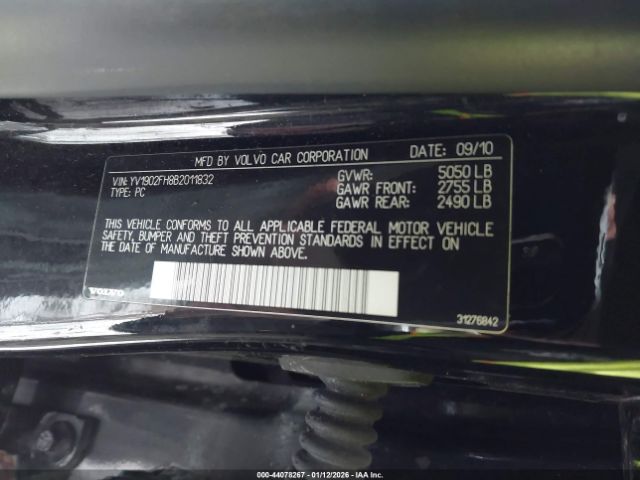 MFD BY VOLVO CAR CORPORATION DATE: 09/10
VIN: YV1902FH8B2011832 GVWR: 5050 LB
TYPE: PC GAWR FRONT: 2755 LB
GAWR REAR: 2490 LB
THIS VEHICLE CONFORMS TO ALL APPLICABLE FEDERAL MOTOR VEHICLE
SAFETY, BUMPER AND THEFT PREVENTION STANDARDS IN EFFECT ON
THE DATE OF MANUFACTURE SHOWN ABOVE.
VOLVO
31276842
000-44078267 - 01/12/2026 - IAA Inc.